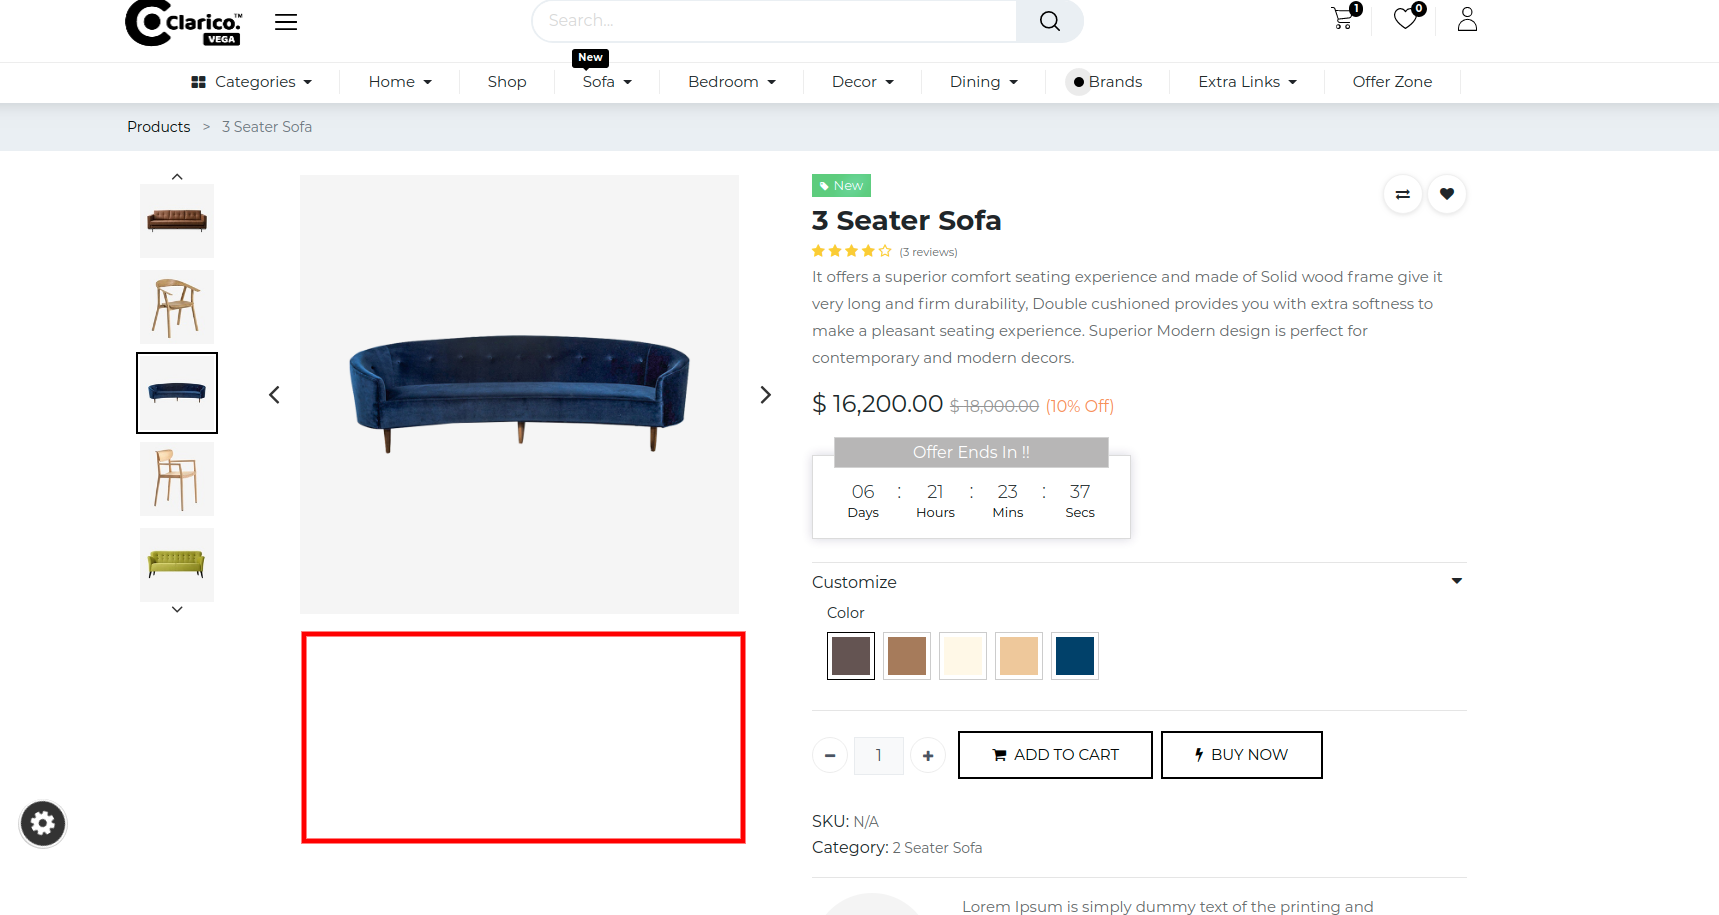 Clarico.™
VEGA
Search...
1
0
New
Categories
Home
Shop
Sofa
Bedroom
Decor
Dining
Brands
Extra Links
Offer Zone
Products > 3 Seater Sofa
New
3 Seater Sofa
(3 reviews)
It offers a superior comfort seating experience and made of Solid wood frame give it
very long and firm durability, Double cushioned provides you with extra softness to
make a pleasant seating experience. Superior Modern design is perfect for
contemporary and modern decors.
$ 16,200.00 $ 18,000.00 (10% Off)
Offer Ends In !!
06 : 21 : 23 : 37
Days Hours Mins Secs
Customize
Color
1
ADD TO CART
BUY NOW
SKU: N/A
Category: 2 Seater Sofa
Lorem Ipsum is simply dummy text of the printing and